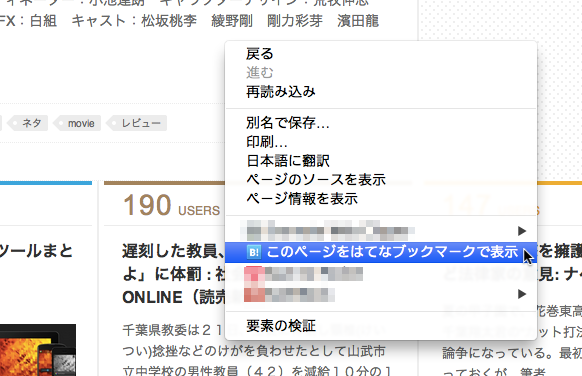 FX：白組　キャスト：松坂桃李　綾野剛　剛力彩芽　濱田龍
ネタ
movie
レビュー
戻る
進む
再読み込み
別名で保存...
印刷...
日本語に翻訳
ページのソースを表示
ページ情報を表示
このページをはてなブックマークで表示
要素の検証
190 USERS
147
S
ツールまと
遅刻した教員、
よ」に体罰 : 社
ONLINE（読売
を擁護
見: ナ
千葉県教委は２１
つい)捻挫などのけがを負わせたとして山武市
立中学校の男性教員（４２）を減給１０分の１
花巻東高
ット打法
論争になっている。最初
っておくが、筆者